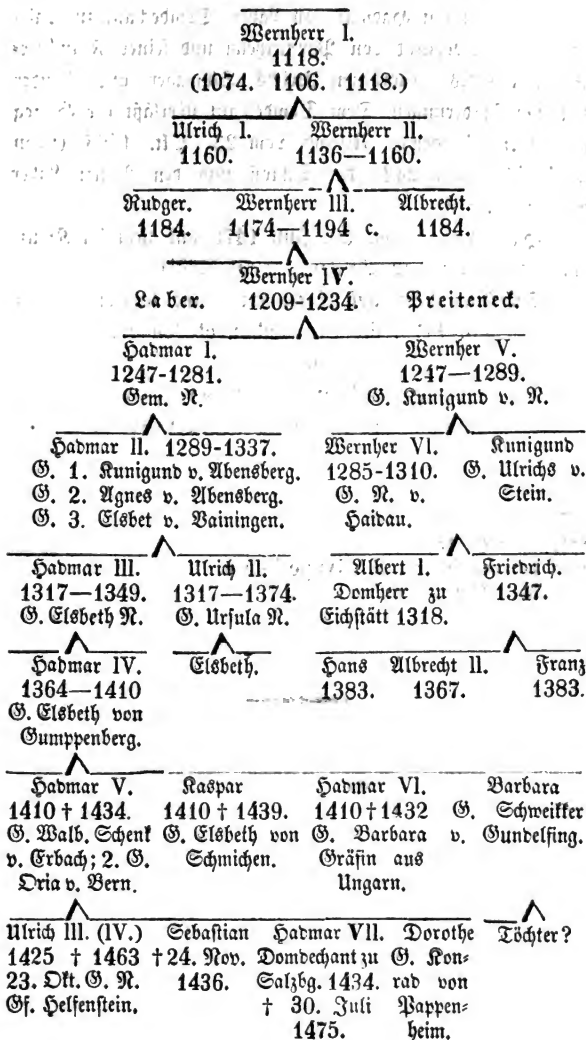 Wernherr I.
1118.
(1074. 1106. 1118.)
Ulrich I. Wernherr II.
1160. 1136—1160.
Rudger. Wernherr III. Albrecht.
1184. 1174—1194 c. 1184.
Wernher IV.
Laber. 1209-1234. Preiteneck.
Hadmar I. Wernher V.
1247-1281. 1247—1289.
Gem. N. G. Kunigund v. N.
Hadmar II. 1289-1337. Wernher VI. Kunigund
G. 1. Kunigund v. Abensberg. 1285-1310. G. Ulrichs v.
G. 2. Agnes v. Abensberg. G. N. v. Stein.
G. 3. Elsbet v. Vainingen. Haidau.
Hadmar III. Ulrich II. Albert I. Friedrich.
1317—1349. 1317—1374. Domherr zu 1347.
G. Elsbeth N. G. Ursula N. Eichstätt 1318.
Hadmar IV. Elsbeth. Hans Albrecht II. Franz
1364—1410 1383. 1367. 1383.
G. Elsbeth von
Gumppenberg.
Hadmar V. Kaspar Hadmar VI. Barbara
1410 † 1434. 1410 † 1439. 1410 † 1432 G. Schweikker
G. Walb. Schenk G. Elsbeth von G. Barbara v. Gundelfing.
v. Erbach; 2. G. Schmichen. Gräfin aus
Oria v. Bern. Ungarn.
Ulrich III. (IV.) Sebastian Hadmar VII. Dorothe Töchter?
1425 † 1463 † 24. Nov. Domdechant zu G. Kon-
23. Okt. G. N. 1436. Salzbg. 1434. rad von
Gf. Helfenstein. † 30. Juli Pappen-
1475. heim.